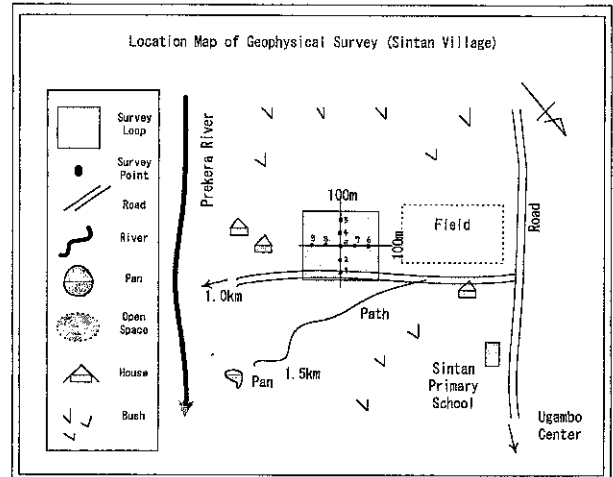 Location Map of Geophysical Survey (Sintan Village)
Survey
Loop
Survey
Point
Road
River
Pan
Open
Space
House
Bush
Prekera River
100m
100m
Field
Road
1.0km
Path
Pan
1.5km
Sintan
Primary
School
Ugambo
Center